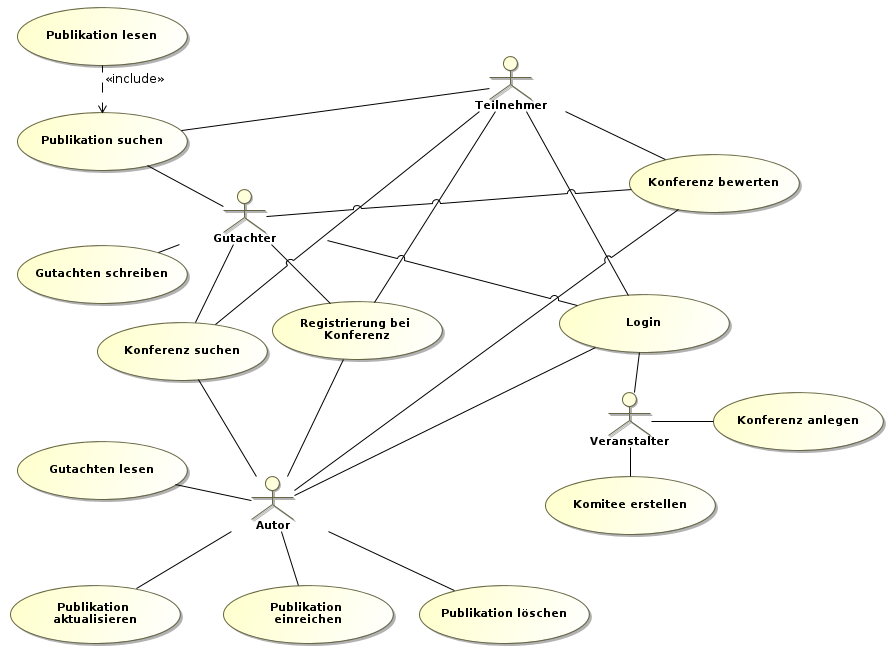 Publikation lesen
«include»
Teilnehmer
Publikation suchen
Konferenz bewerten
Gutachter
Gutachten schreiben
Registrierung bei
Konferenz
Login
Konferenz suchen
Konferenz anlegen
Veranstalter
Gutachten lesen
Komitee erstellen
Autor
Publikation
aktualisieren
Publikation
einreichen
Publikation löschen